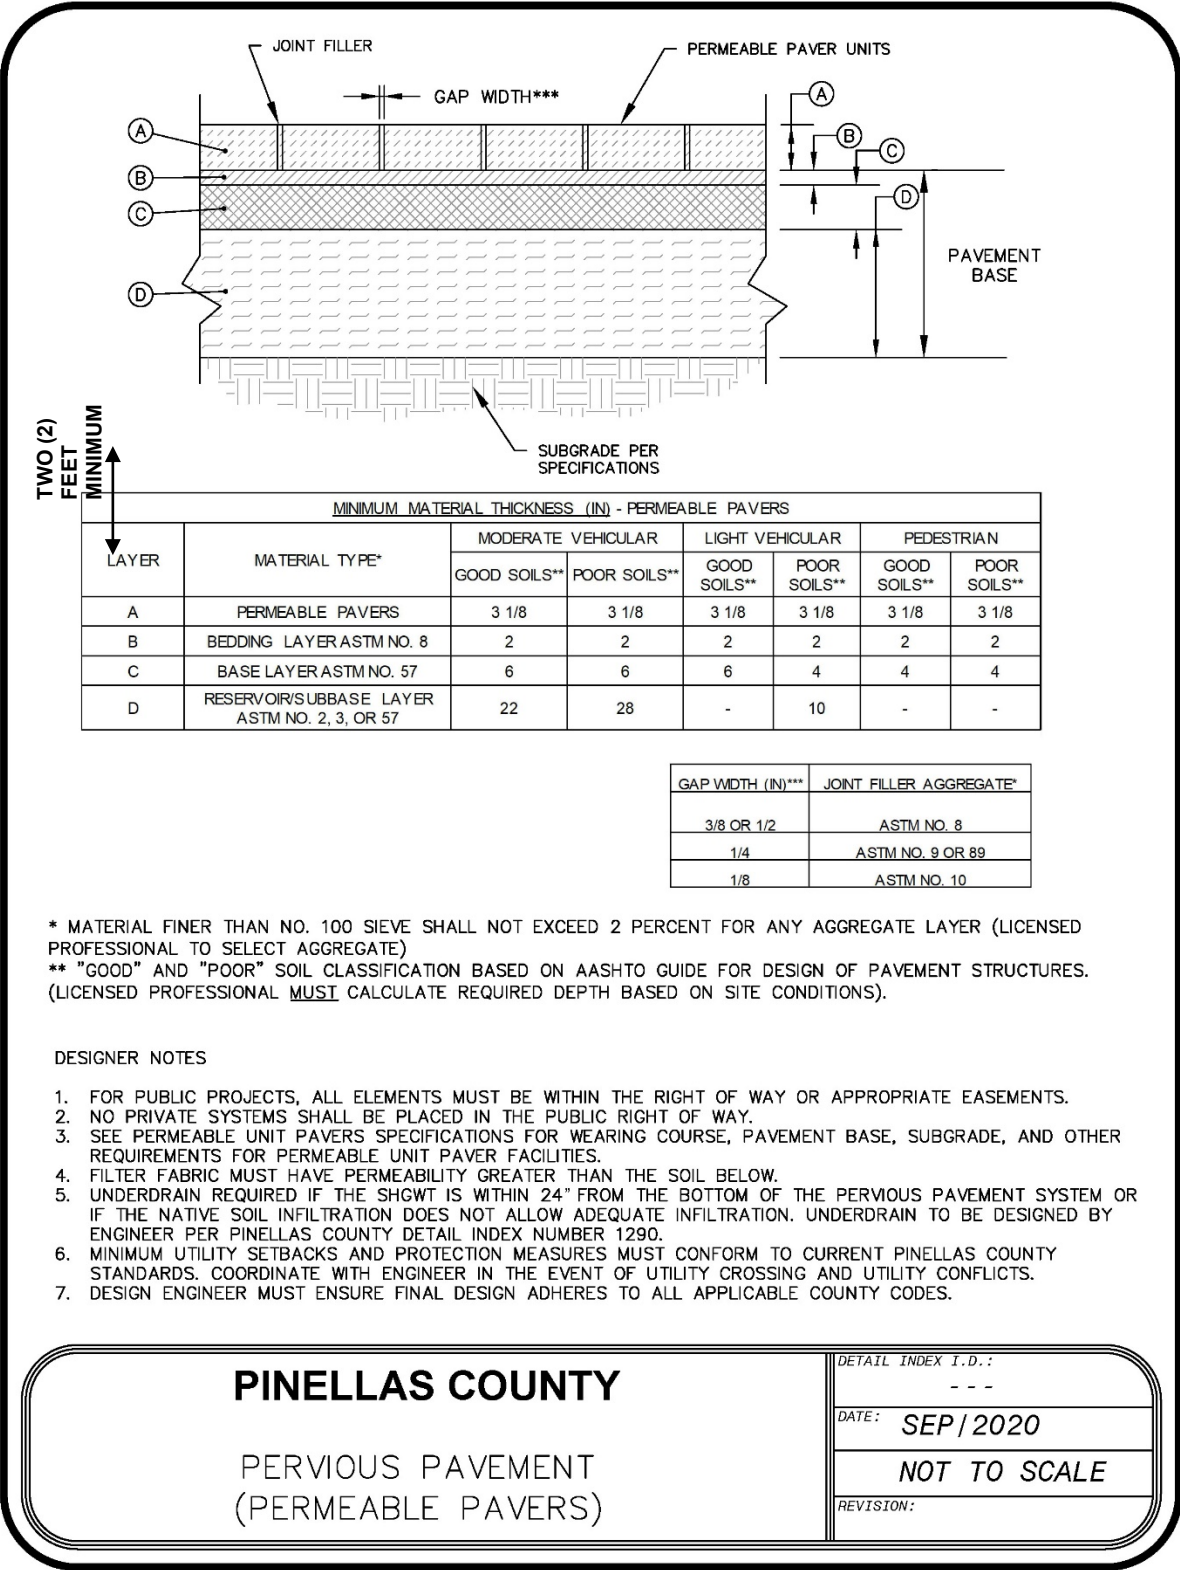 JOINT FILLER
PERMEABLE PAVER UNITS
GAP WIDTH***
A
B
C
D
A
B
C
D
PAVEMENT
BASE
SUBGRADE PER
SPECIFICATIONS
TWO (2)
FEET
MINIMUM
MINIMUM MATERIAL THICKNESS (IN) - PERMEABLE PAVERS
LAYER MATERIAL TYPE* MODERATE VEHICULAR LIGHT VEHICULAR PEDESTRIAN
GOOD SOILS** POOR SOILS** GOOD SOILS** POOR SOILS** GOOD SOILS** POOR SOILS**
A PERMEABLE PAVERS 3 1/8 3 1/8 3 1/8 3 1/8 3 1/8 3 1/8
B BEDDING LAYER ASTM NO. 8 2 2 2 2 2 2
C BASE LAYER ASTM NO. 57 6 6 6 4 4 4
D RESERVOIR/SUBBASE LAYER ASTM NO. 2, 3, OR 57 22 28 - 10 - -
GAP WIDTH (IN)*** JOINT FILLER AGGREGATE*
3/8 OR 1/2 ASTM NO. 8
1/4 ASTM NO. 9 OR 89
1/8 ASTM NO. 10
* MATERIAL FINER THAN NO. 100 SIEVE SHALL NOT EXCEED 2 PERCENT FOR ANY AGGREGATE LAYER (LICENSED
PROFESSIONAL TO SELECT AGGREGATE)
** "GOOD" AND "POOR" SOIL CLASSIFICATION BASED ON AASHTO GUIDE FOR DESIGN OF PAVEMENT STRUCTURES.
(LICENSED PROFESSIONAL MUST CALCULATE REQUIRED DEPTH BASED ON SITE CONDITIONS).
DESIGNER NOTES
1. FOR PUBLIC PROJECTS, ALL ELEMENTS MUST BE WITHIN THE RIGHT OF WAY OR APPROPRIATE EASEMENTS.
2. NO PRIVATE SYSTEMS SHALL BE PLACED IN THE PUBLIC RIGHT OF WAY.
3. SEE PERMEABLE UNIT PAVERS SPECIFICATIONS FOR WEARING COURSE, PAVEMENT BASE, SUBGRADE, AND OTHER
REQUIREMENTS FOR PERMEABLE UNIT PAVER FACILITIES.
4. FILTER FABRIC MUST HAVE PERMEABILITY GREATER THAN THE SOIL BELOW.
5. UNDERDRAIN REQUIRED IF THE SHGWT IS WITHIN 24" FROM THE BOTTOM OF THE PERVIOUS PAVEMENT SYSTEM OR
IF THE NATIVE SOIL INFILTRATION DOES NOT ALLOW ADEQUATE INFILTRATION. UNDERDRAIN TO BE DESIGNED BY
ENGINEER PER PINELLAS COUNTY DETAIL INDEX NUMBER 1290.
6. MINIMUM UTILITY SETBACKS AND PROTECTION MEASURES MUST CONFORM TO CURRENT PINELLAS COUNTY
STANDARDS. COORDINATE WITH ENGINEER IN THE EVENT OF UTILITY CROSSING AND UTILITY CONFLICTS.
7. DESIGN ENGINEER MUST ENSURE FINAL DESIGN ADHERES TO ALL APPLICABLE COUNTY CODES.
PINELLAS COUNTY
PERVIOUS PAVEMENT
(PERMEABLE PAVERS)
DETAIL INDEX I.D.:
- - -
DATE: SEP/2020
NOT TO SCALE
REVISION: